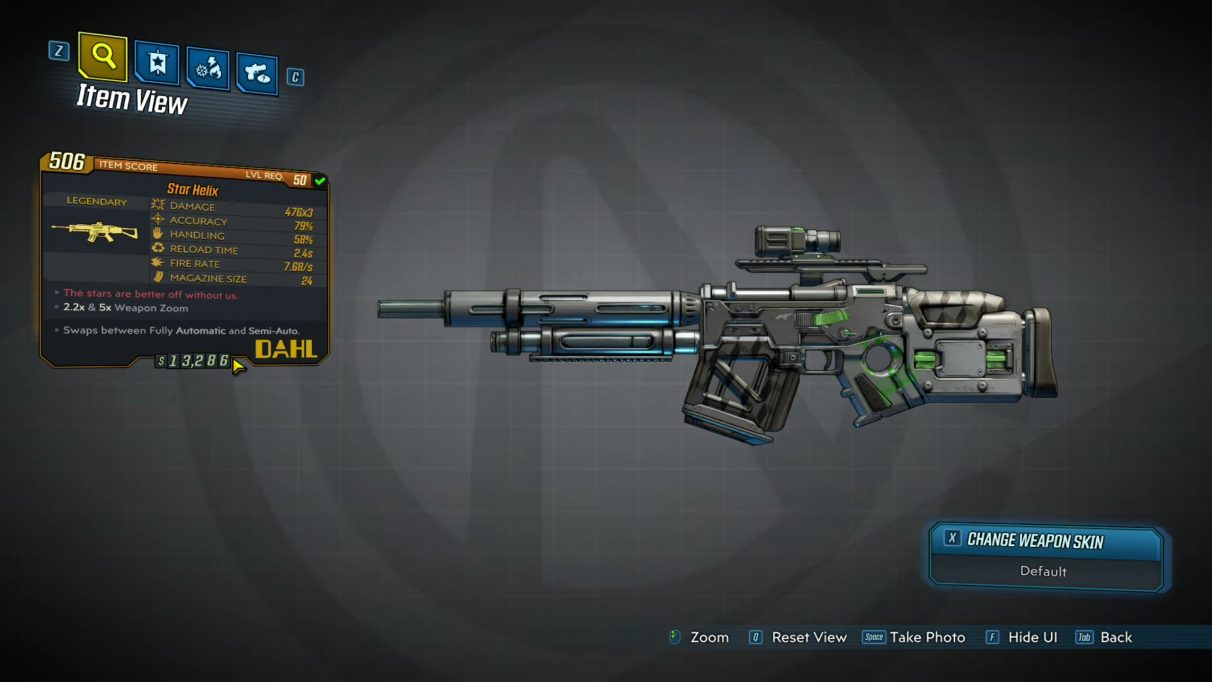 Z
C
Item View
506 ITEM SCORE
LVL REQ. 50
Star Helix
LEGENDARY
DAMAGE 476x3
ACCURACY 79%
HANDLING 58%
RELOAD TIME 2.4s
FIRE RATE 7.68/s
MAGAZINE SIZE 24
• The stars are better off without us.
• 2.2x & 5x Weapon Zoom
• Swaps between Fully Automatic and Semi-Auto.
DAHL
$ 13,286
X CHANGE WEAPON SKIN
Default
Zoom Q Reset View Space Take Photo F Hide UI Tab Back